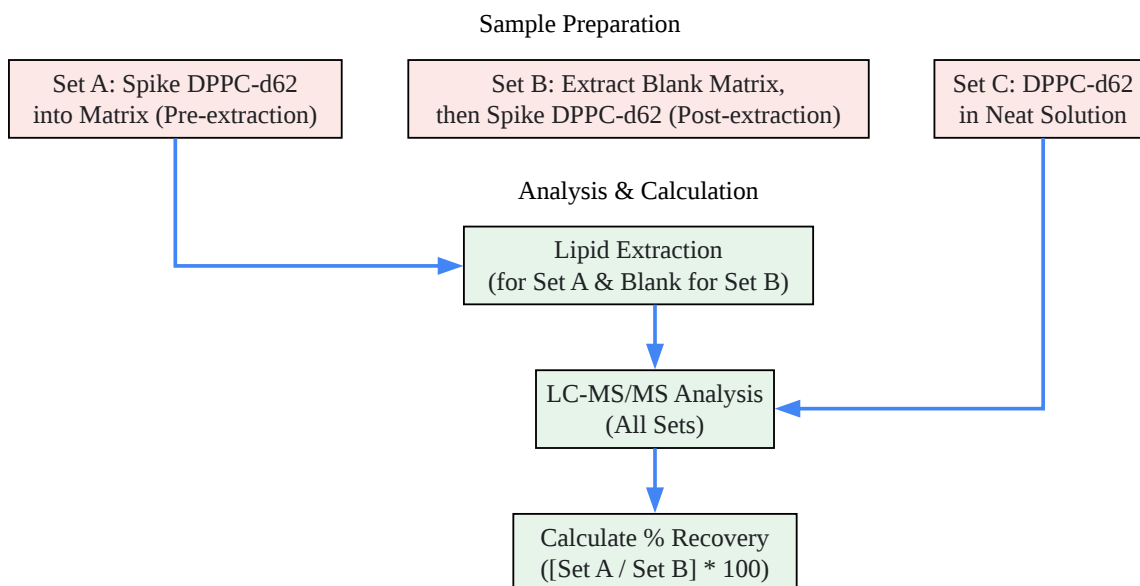 Sample Preparation
Set A: Spike DPPC-d62
into Matrix (Pre-extraction)
Set B: Extract Blank Matrix,
then Spike DPPC-d62 (Post-extraction)
Set C: DPPC-d62
in Neat Solution
Analysis & Calculation
Lipid Extraction
(for Set A & Blank for Set B)
LC-MS/MS Analysis
(All Sets)
Calculate % Recovery
([Set A / Set B] * 100)